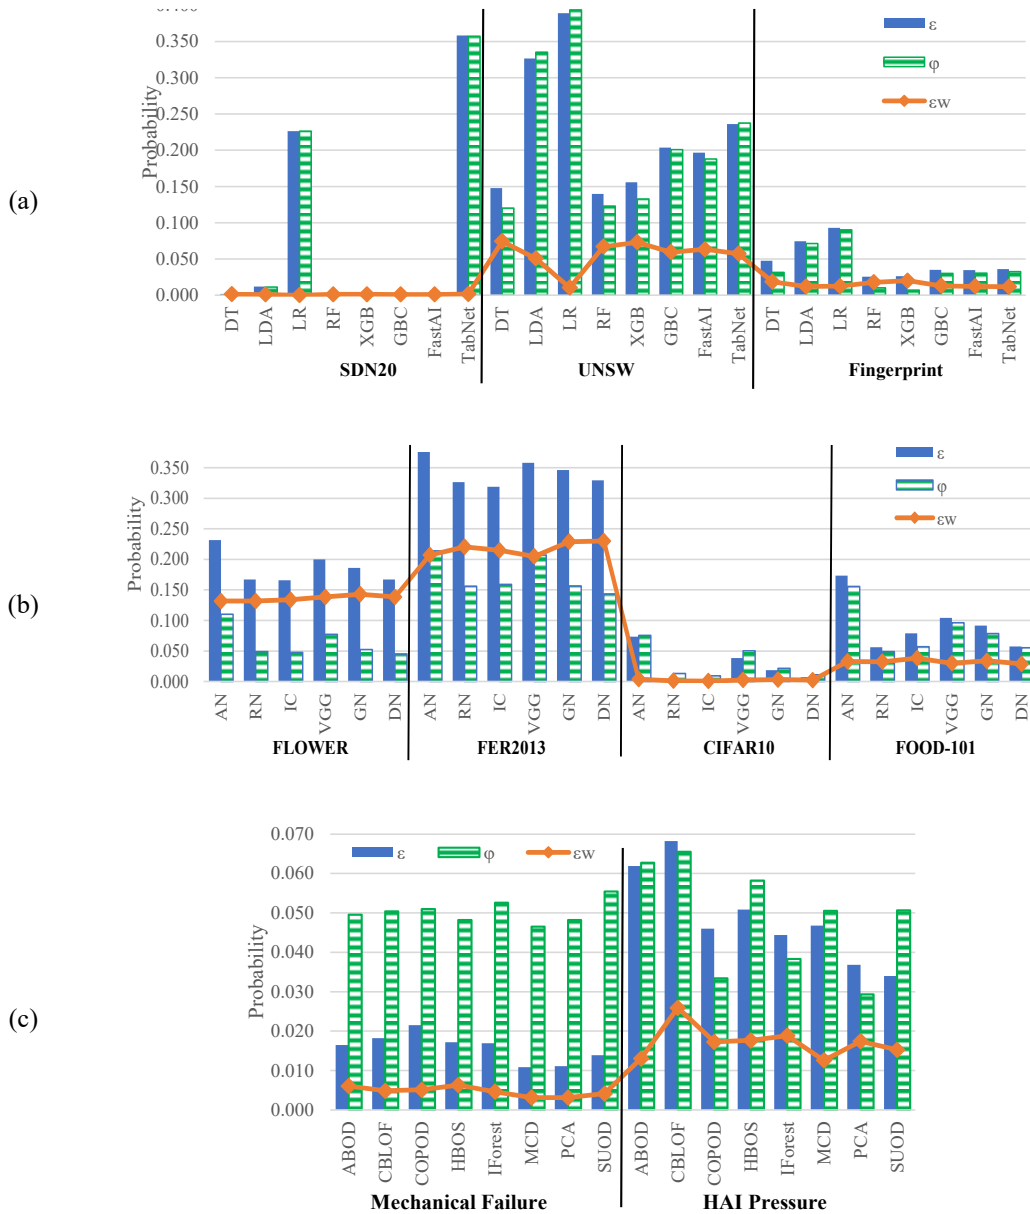 (a)
Probability
0.400
0.350
0.300
0.250
0.200
0.150
0.100
0.050
0.000
ε
φ
εw
DT LDA LR RF XGB GBC FastAI TabNet DT LDA LR RF XGB GBC FastAI TabNet DT LDA LR RF XGB GBC FastAI TabNet
SDN20 UNSW Fingerprint
(b)
Probability
0.350
0.300
0.250
0.200
0.150
0.100
0.050
0.000
ε
φ
εw
AN RN IC VGG GN DN AN RN IC VGG GN DN AN RN IC VGG GN DN AN RN IC VGG GN DN
FLOWER FER2013 CIFAR10 FOOD-101
(c)
Probability
0.070
0.060
0.050
0.040
0.030
0.020
0.010
0.000
ε φ εw
ABOD CBLOF COPOD HBOS IForest MCD PCA SUOD ABOD CBLOF COPOD HBOS IForest MCD PCA SUOD
Mechanical Failure HAI Pressure